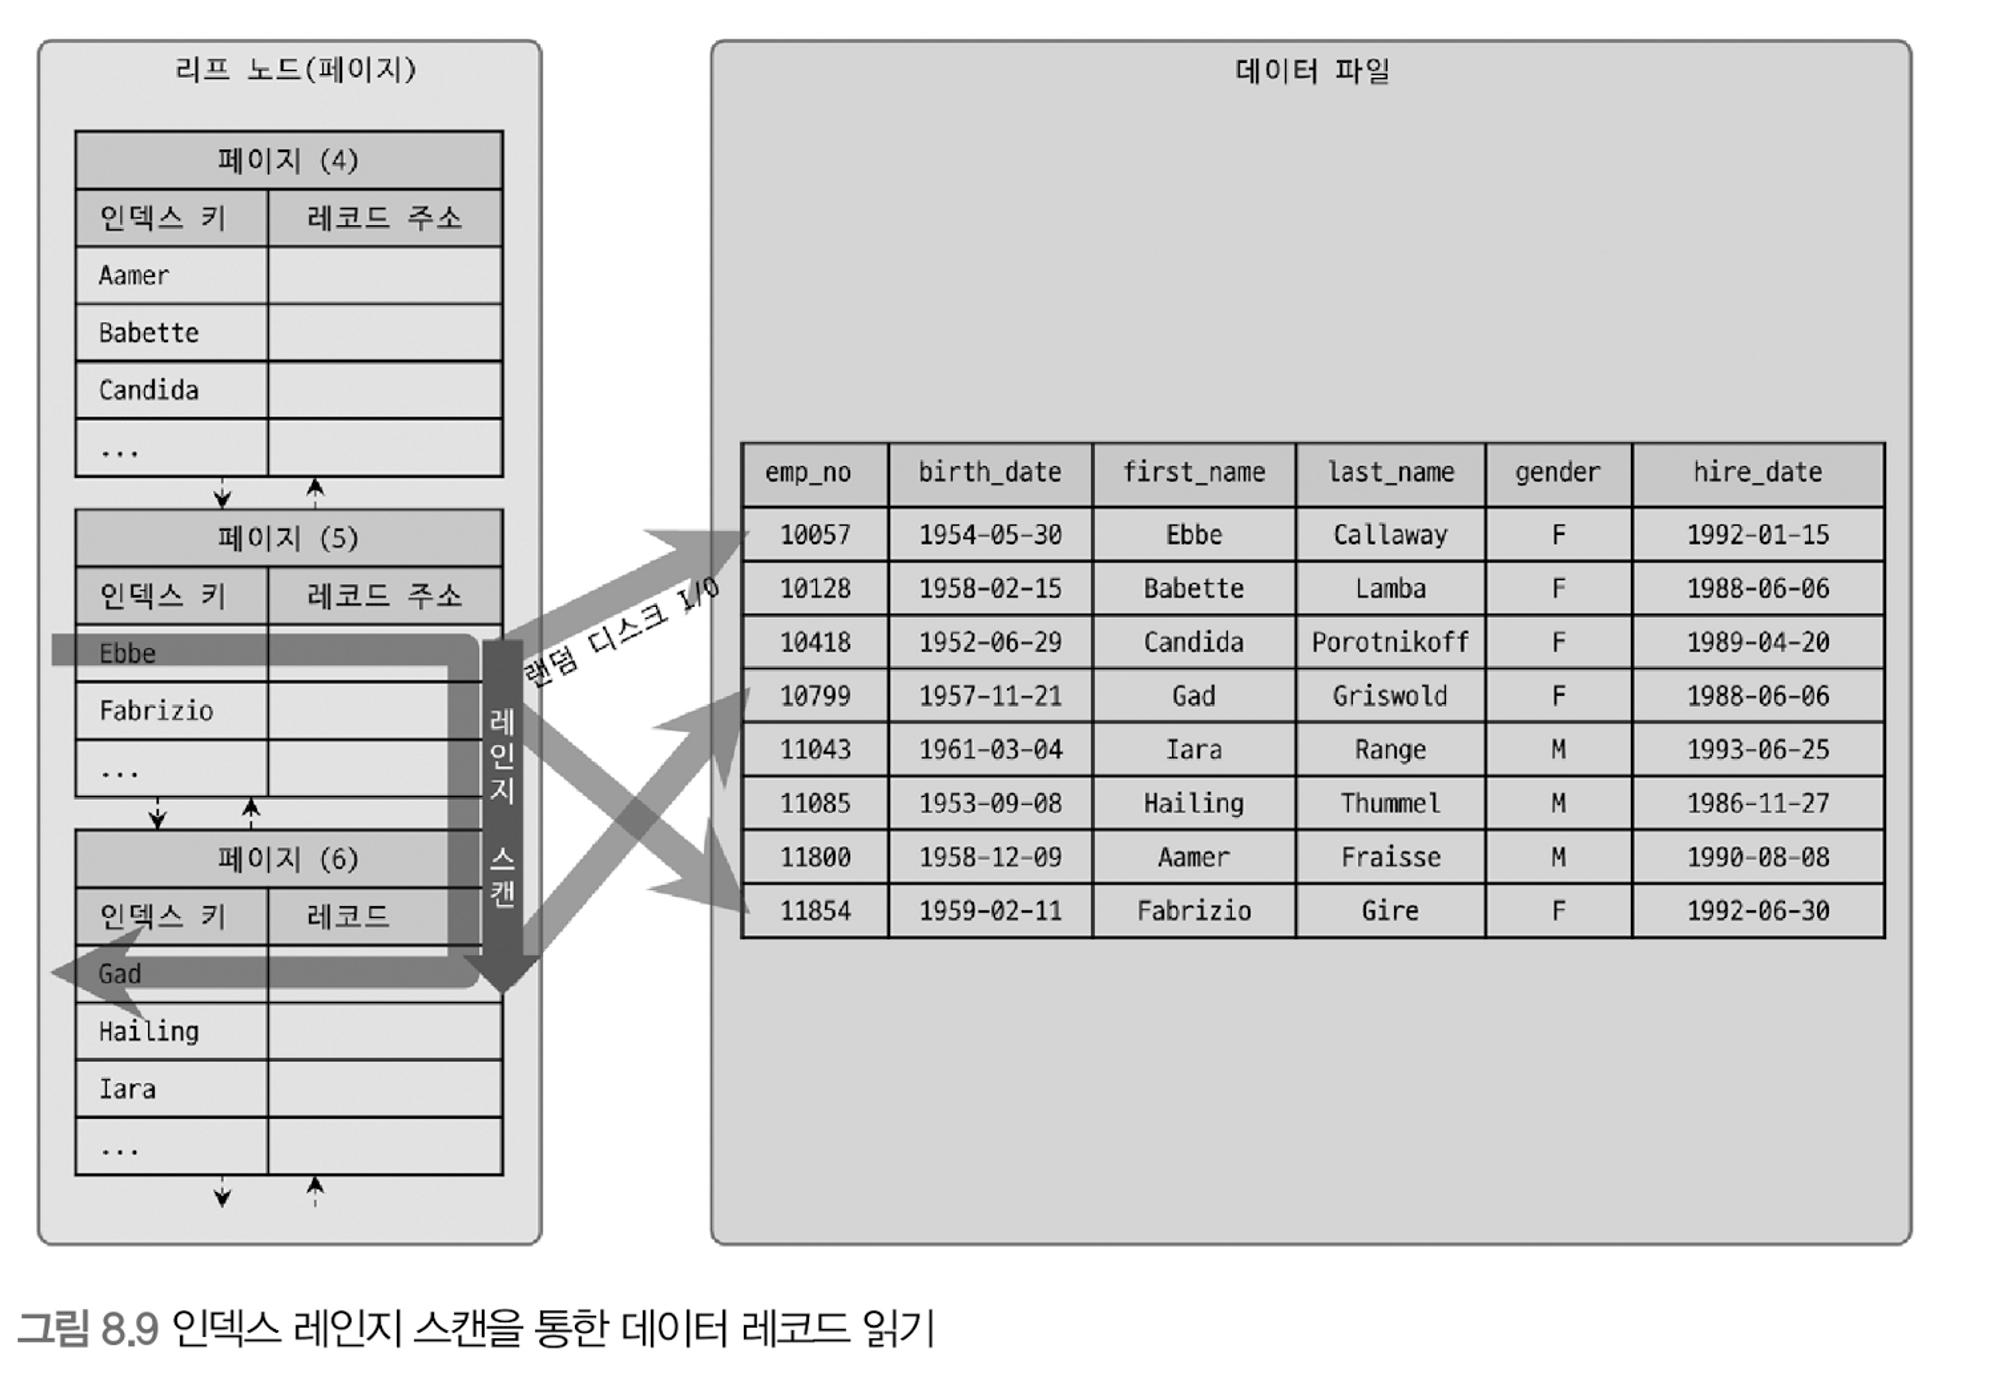 리프 노드(페이지)
페이지 (4)
인덱스 키 레코드 주소
Aamer
Babette
Candida
...
페이지 (5)
인덱스 키 레코드 주소
Ebbe
Fabrizio
...
페이지 (6)
인덱스 키 레코드
Gad
Hailing
Iara
...
레인지 스캔
랜덤 디스크 I/O
데이터 파일
emp_no birth_date first_name last_name gender hire_date
10057 1954-05-30 Ebbe Callaway F 1992-01-15
10128 1958-02-15 Babette Lamba F 1988-06-06
10418 1952-06-29 Candida Porotnikoff F 1989-04-20
10799 1957-11-21 Gad Griswold F 1988-06-06
11043 1961-03-04 Iara Range M 1993-06-25
11085 1953-09-08 Hailing Thummel M 1986-11-27
11800 1958-12-09 Aamer Fraisse M 1990-08-08
11854 1959-02-11 Fabrizio Gire F 1992-06-30
그림 8.9 인덱스 레인지 스캔을 통한 데이터 레코드 읽기